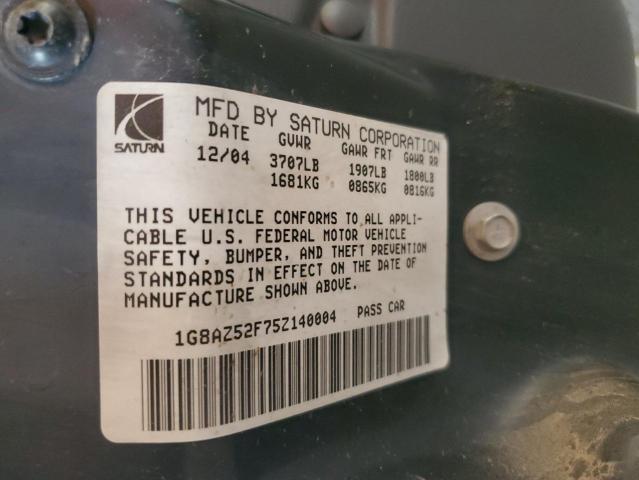 SATURN
MFD BY SATURN CORPORATION
DATE GVWR GAWR FRT GAWR RR
12/04 3707LB 1907LB 1800LB
1681KG 0865KG 0816KG
THIS VEHICLE CONFORMS TO ALL APPLI-
CABLE U.S. FEDERAL MOTOR VEHICLE
SAFETY, BUMPER, AND THEFT PREVENTION
STANDARDS IN EFFECT ON THE DATE OF
MANUFACTURE SHOWN ABOVE.
1G8AZ52F75Z140004 PASS CAR